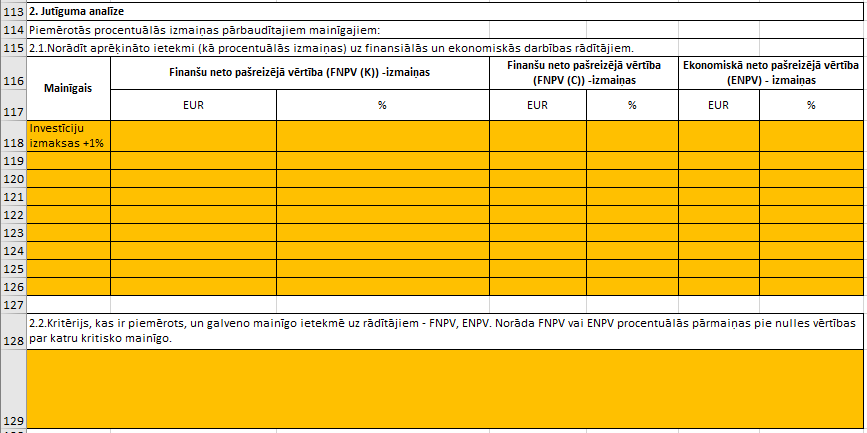 113 2. Jutīguma analīze
114 Piemērotās procentuālās izmaiņas pārbaudītajiem mainīgajiem:
115 2.1.Norādīt aprēķināto ietekmi (kā procentuālās izmaiņas) uz finansiālās un ekonomiskās darbības rādītājiem.
116 Mainīgais Finanšu neto pašreizējā vērtība (FNPV (K)) -izmaiņas Finanšu neto pašreizējā vērtība (FNPV (C)) -izmaiņas Ekonomiskā neto pašreizējā vērtība (ENPV) - izmaiņas
117 EUR % EUR % EUR %
118 Investīciju izmaksas +1%
119
120
121
122
123
124
125
126
127
128 2.2.Kritērijs, kas ir piemērots, un galveno mainīgo ietekmē uz rādītājiem - FNPV, ENPV. Norāda FNPV vai ENPV procentuālās pārmaiņas pie nulles vērtības
par katru kritisko mainīgo.
129